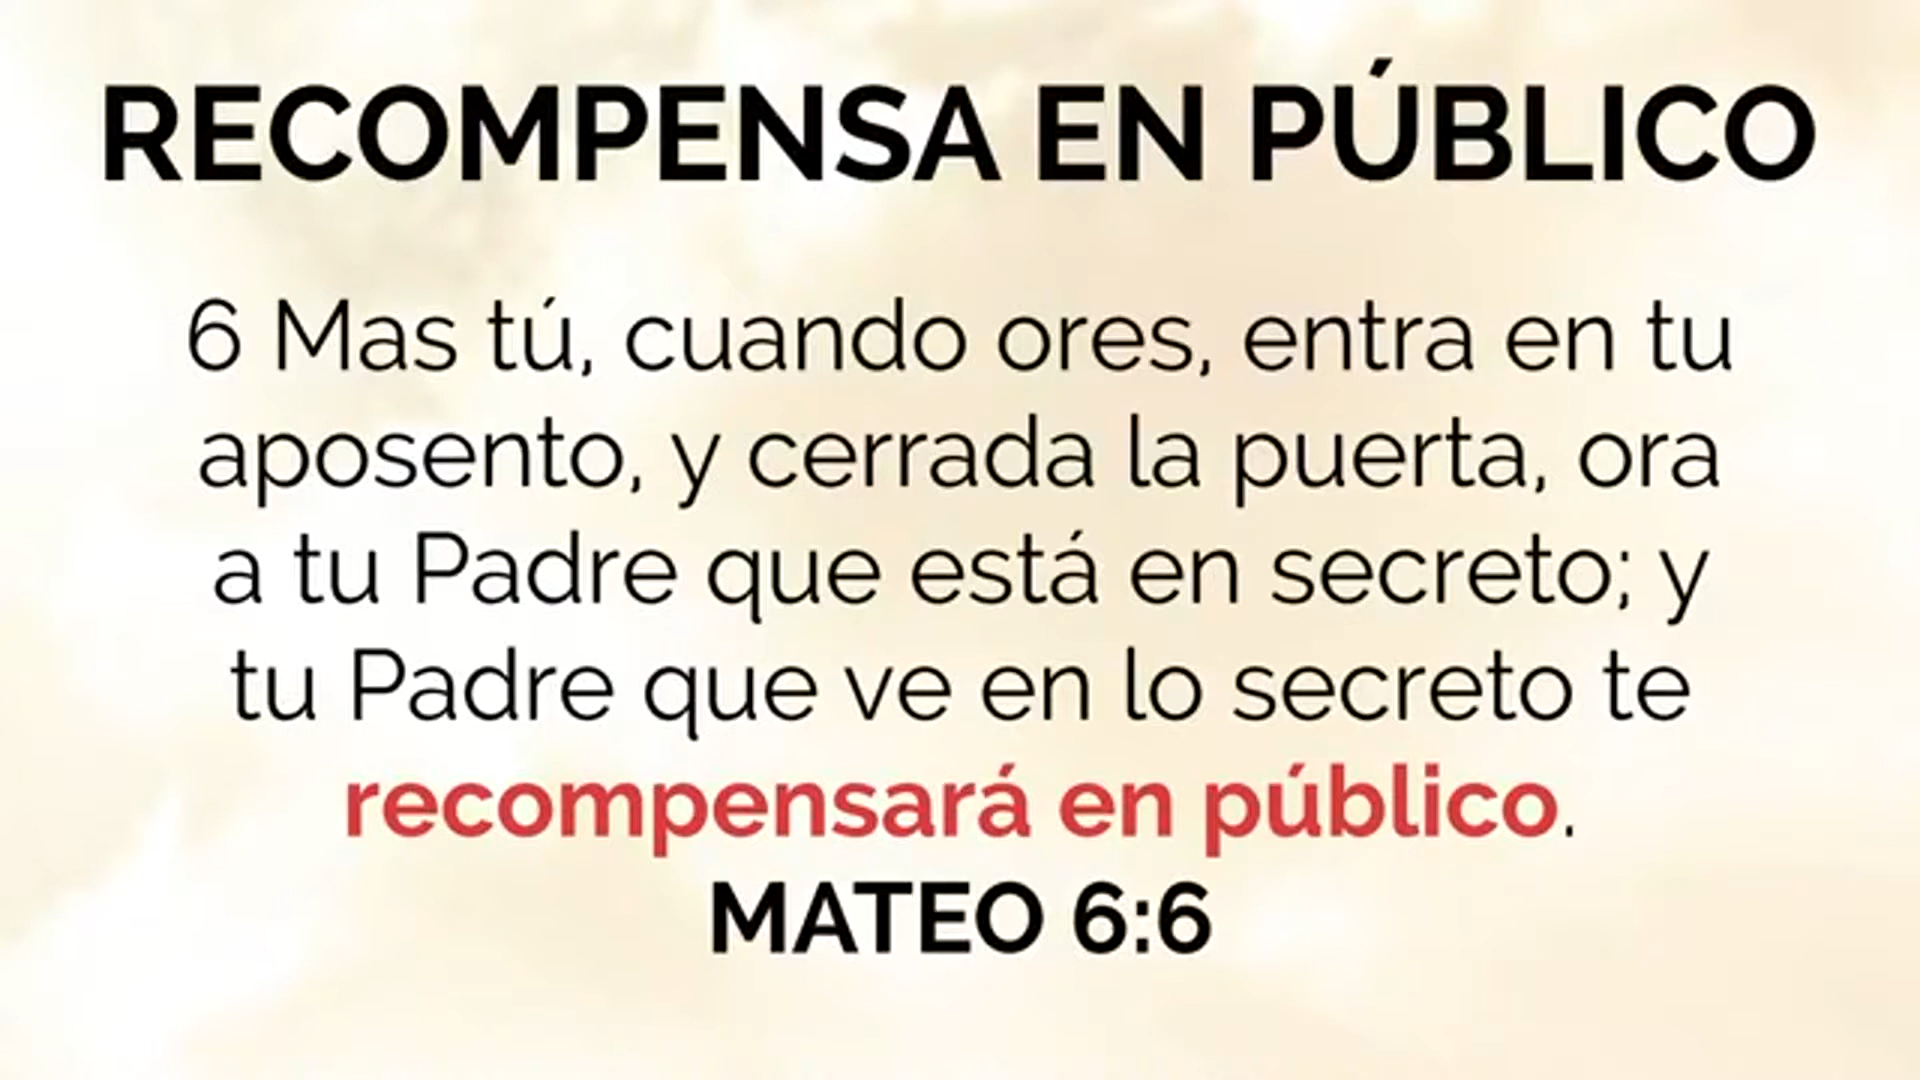 RECOMPENSA EN PÚBLICO
6 Mas tú, cuando ores, entra en tu
aposento, y cerrada la puerta, ora
a tu Padre que está en secreto; y
tu Padre que ve en lo secreto te
recompensará en público.
MATEO 6:6